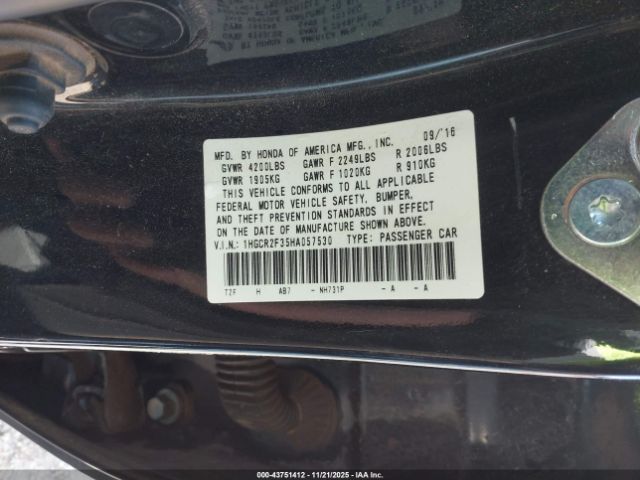 MFD. BY HONDA OF AMERICA MFG., INC. 09/'16
GVWR 4200LBS GAWR F 2249LBS R 2006LBS
GVWR 1905KG GAWR F 1020KG R 910KG
THIS VEHICLE CONFORMS TO ALL APPLICABLE
FEDERAL MOTOR VEHICLE SAFETY, BUMPER,
AND THEFT PREVENTION STANDARDS IN EFFECT
ON THE DATE OF MANUFACTURE SHOWN ABOVE.
V.I.N.: 1HGCR2F35HA057530 TYPE: PASSENGER CAR
T2F H AB7 - NH731P - A - A
000-43751412 - 11/21/2025 - IAAI.com